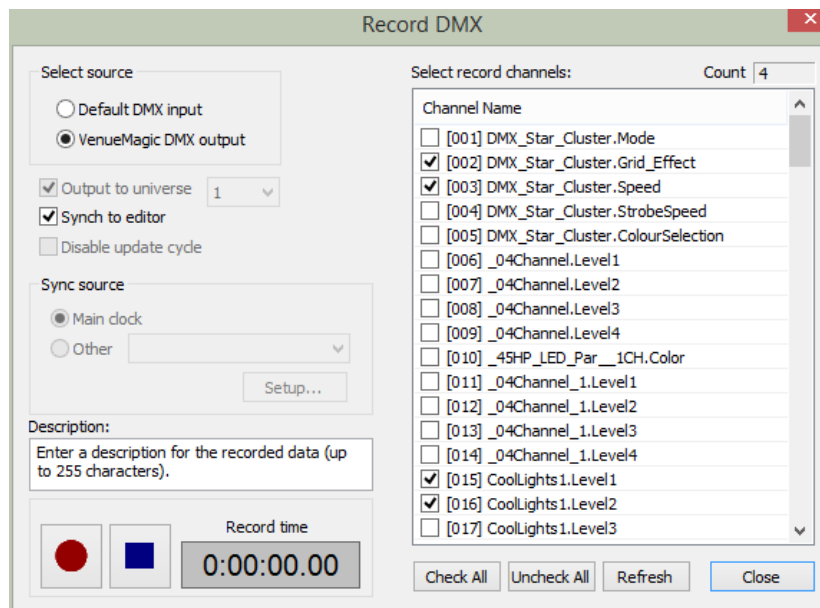 Record DMX
Select source
Default DMX input
VenueMagic DMX output
Output to universe 1
Synch to editor
Disable update cycle
Sync source
Main clock
Other
Setup...
Description:
Enter a description for the recorded data (up
to 255 characters).
Record time
0:00:00.00
Select record channels: Count 4
Channel Name
[001] DMX_Star_Cluster.Mode
[002] DMX_Star_Cluster.Grid_Effect
[003] DMX_Star_Cluster.Speed
[004] DMX_Star_Cluster.StrobeSpeed
[005] DMX_Star_Cluster.ColourSelection
[006] _04Channel.Level1
[007] _04Channel.Level2
[008] _04Channel.Level3
[009] _04Channel.Level4
[010] _45HP_LED_Par__1CH.Color
[011] _04Channel_1.Level1
[012] _04Channel_1.Level2
[013] _04Channel_1.Level3
[014] _04Channel_1.Level4
[015] CoolLights1.Level1
[016] CoolLights1.Level2
[017] CoolLights1.Level3
Check All Uncheck All Refresh Close